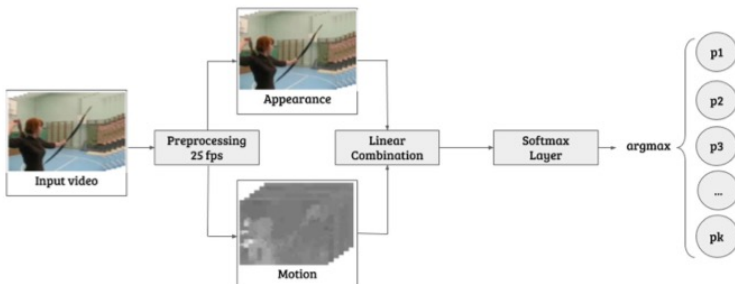 Input video
Preprocessing
25 fps
Appearance
Motion
Linear
Combination
Softmax
Layer
argmax
p1
p2
p3
...
pk